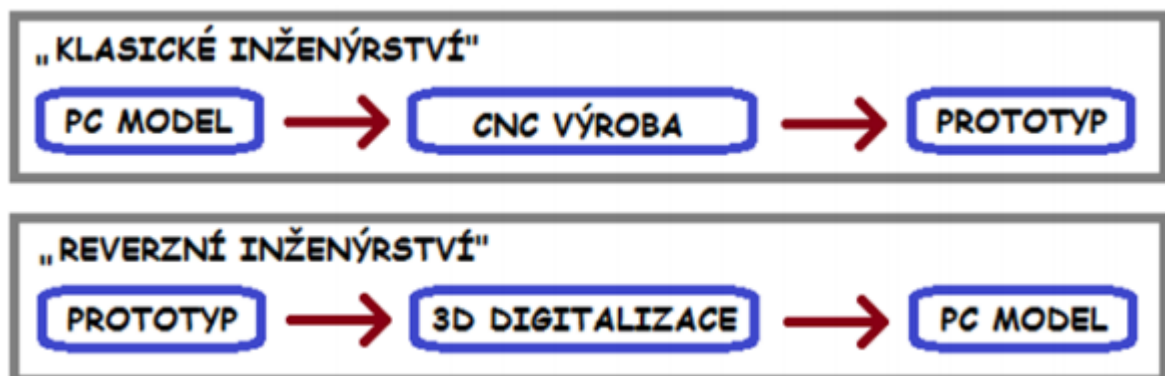 „KLASICKÉ INŽENÝRSTVÍ"
PC MODEL CNC VÝROBA PROTOTYP
„REVERZNÍ INŽENÝRSTVÍ"
PROTOTYP 3D DIGITALIZACE PC MODEL